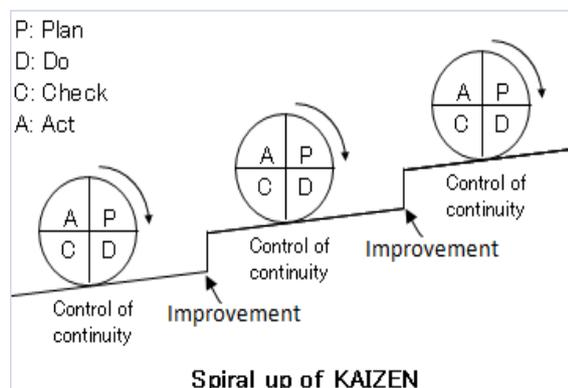 P: Plan
D: Do
C: Check
A: Act
A P
C D
Control of
continuity
Improvement
A P
C D
Control of
continuity
Improvement
A P
C D
Control of
continuity
Spiral up of KAIZEN